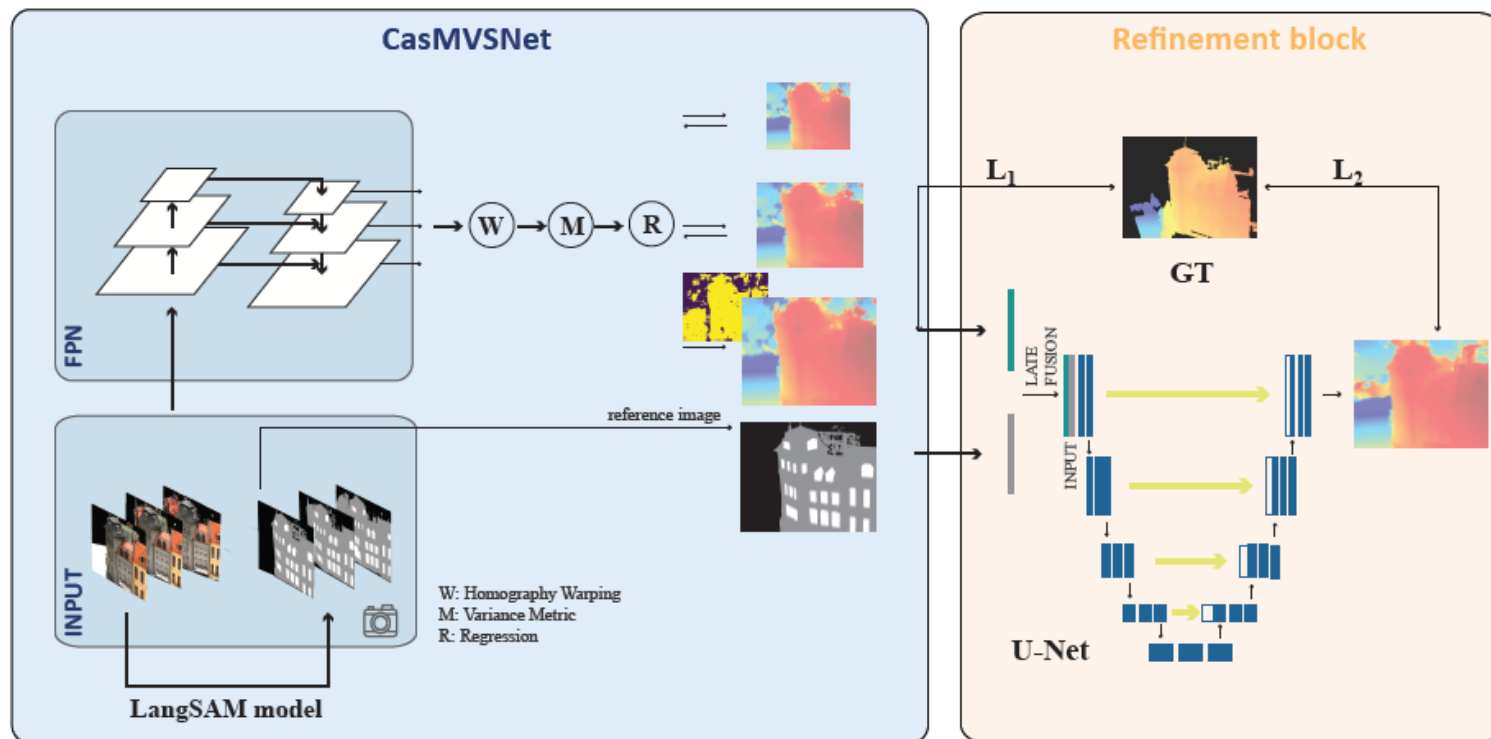 CasMVSNet
Refinement block
FPN
W
M
R
L1
L2
GT
LATE
FUSION
INPUT
U-Net
reference image
INPUT
W: Homography Warping
M: Variance Metric
R: Regression
LangSAM model